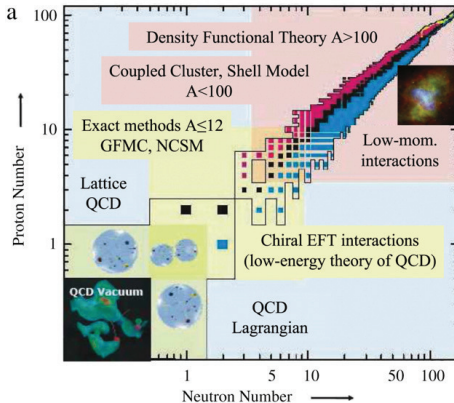 a
100
Density Functional Theory A>100
Coupled Cluster, Shell Model
A<100
Exact methods A≤12
GFMC, NCSM
10
Low-mom.
interactions
Lattice
QCD
Chiral EFT interactions
(low-energy theory of QCD)
1
QCD Vacuum
QCD
Lagrangian
Proton Number
1
5
10
50
100
Neutron Number